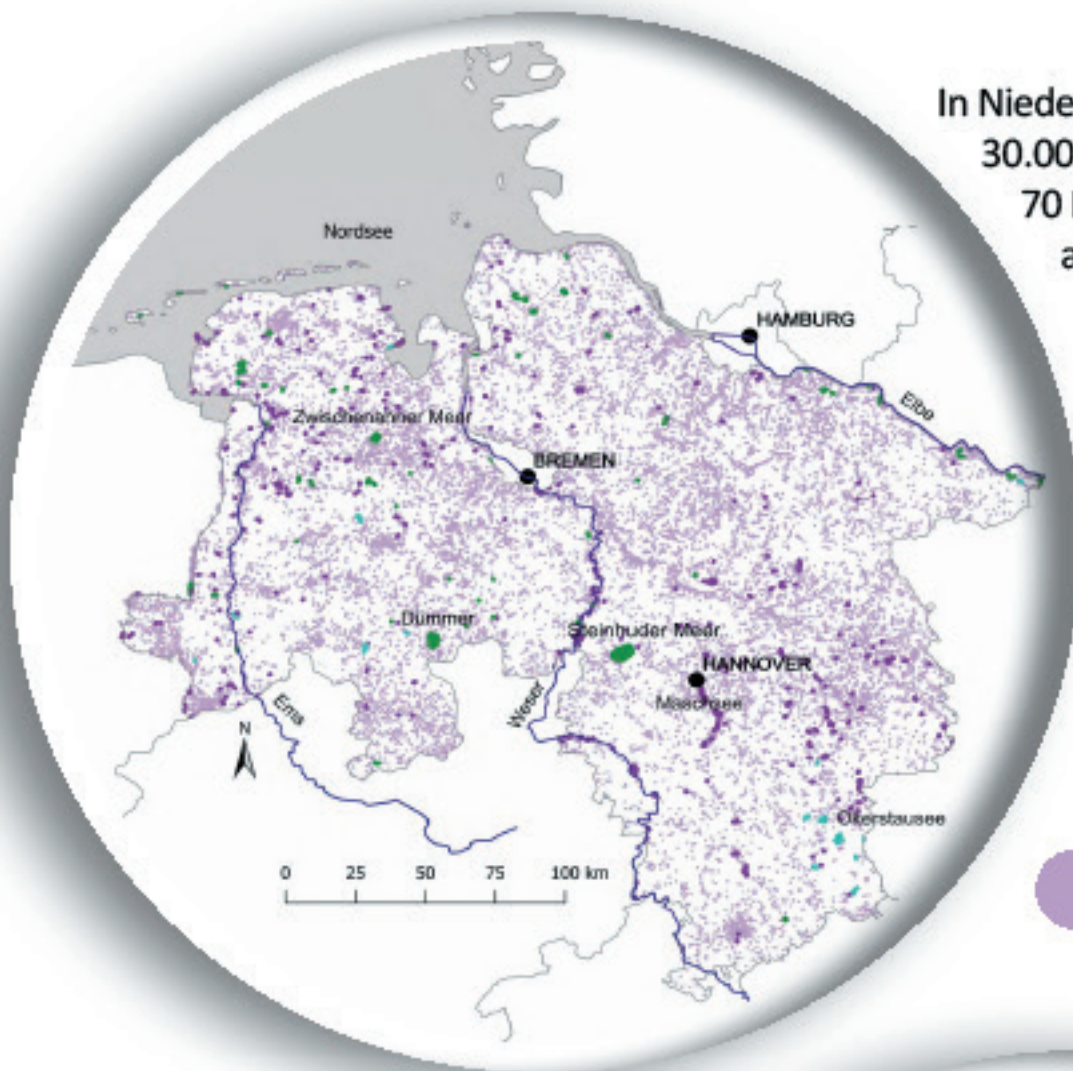 In Niede
30.00
70
a
Nordsee
HAMBURG
Elbe
Zwischenahner Meer
BREMEN
Dümmer
Steinhuder Meer
HANNOVER
Maschsee
Weser
Ems
N
Okerstausee
0 25 50 75 100 km